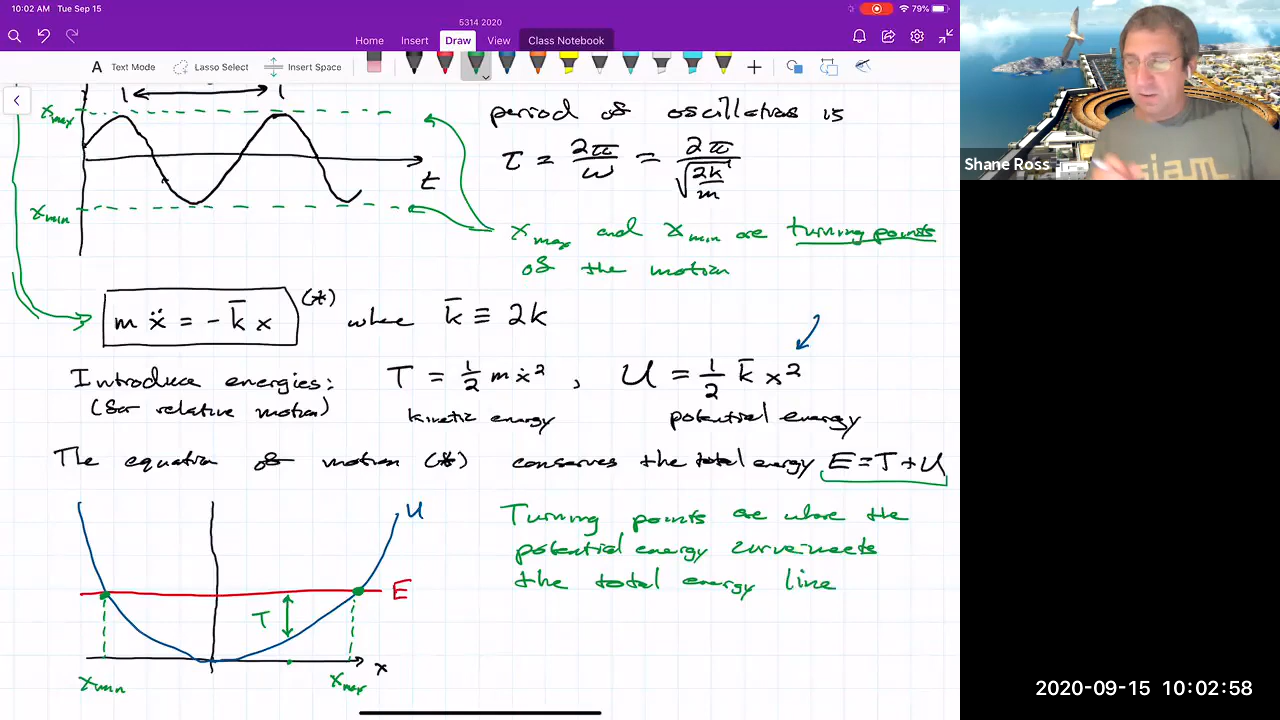 10:02 AM Tue Sep 15
79%
5314 2020
Home Insert Draw View Class Notebook
A Text Mode Lasso Select Insert Space
x_max
t
x_min
period of oscillation is
τ = 2π/ω = 2π/√(2k/m)
x_max and x_min are turning points
of the motion
m ẍ = - k̄ x (*) where k̄ ≡ 2k
Introduce energies: T = 1/2 m ẋ², U = 1/2 k̄ x²
(for relative motion) kinetic energy potential energy
The equation of motion (*) conserves the total energy E = T + U
U
E
T
x
x_min
x_max
Turning points are where the
potential energy curve meets
the total energy line
Shane Ross
siam
2020-09-15 10:02:58